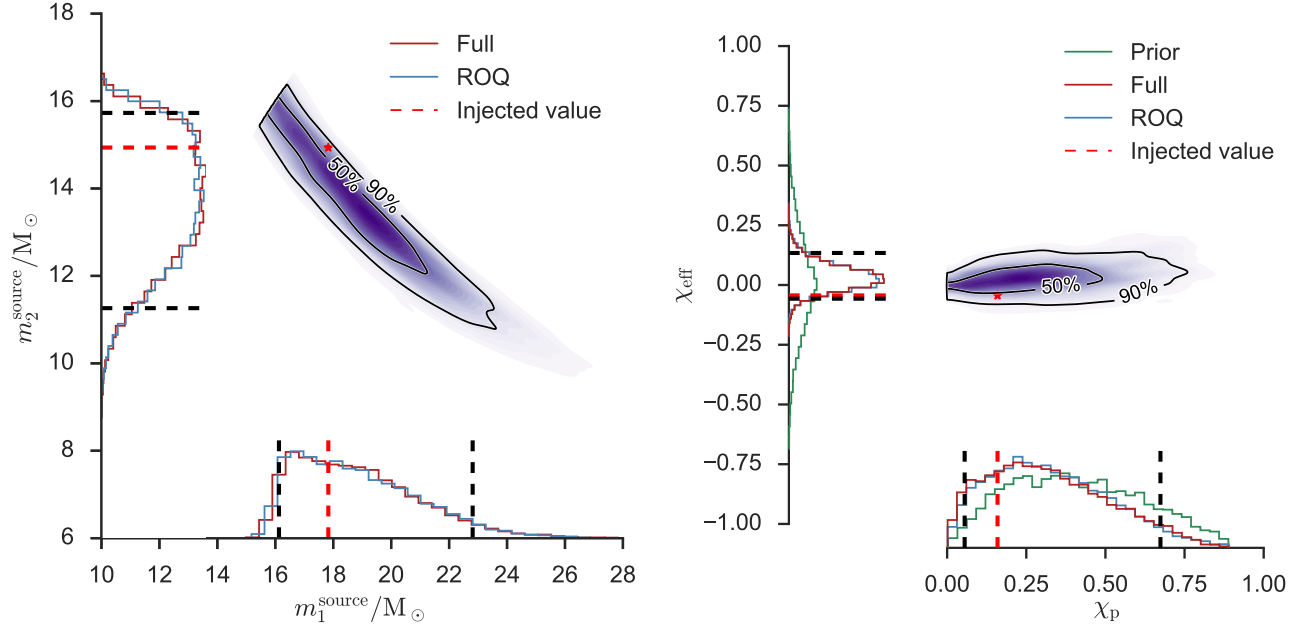 18
16
14
12
10
8
6
m₂^source/M⊙
Full
ROQ
Injected value
50%
90%
10 12 14 16 18 20 22 24 26 28
m₁^source/M⊙
1.00
0.75
0.50
0.25
0.00
−0.25
−0.50
−0.75
−1.00
χeff
Prior
Full
ROQ
Injected value
50%
90%
0.00 0.25 0.50 0.75 1.00
χp